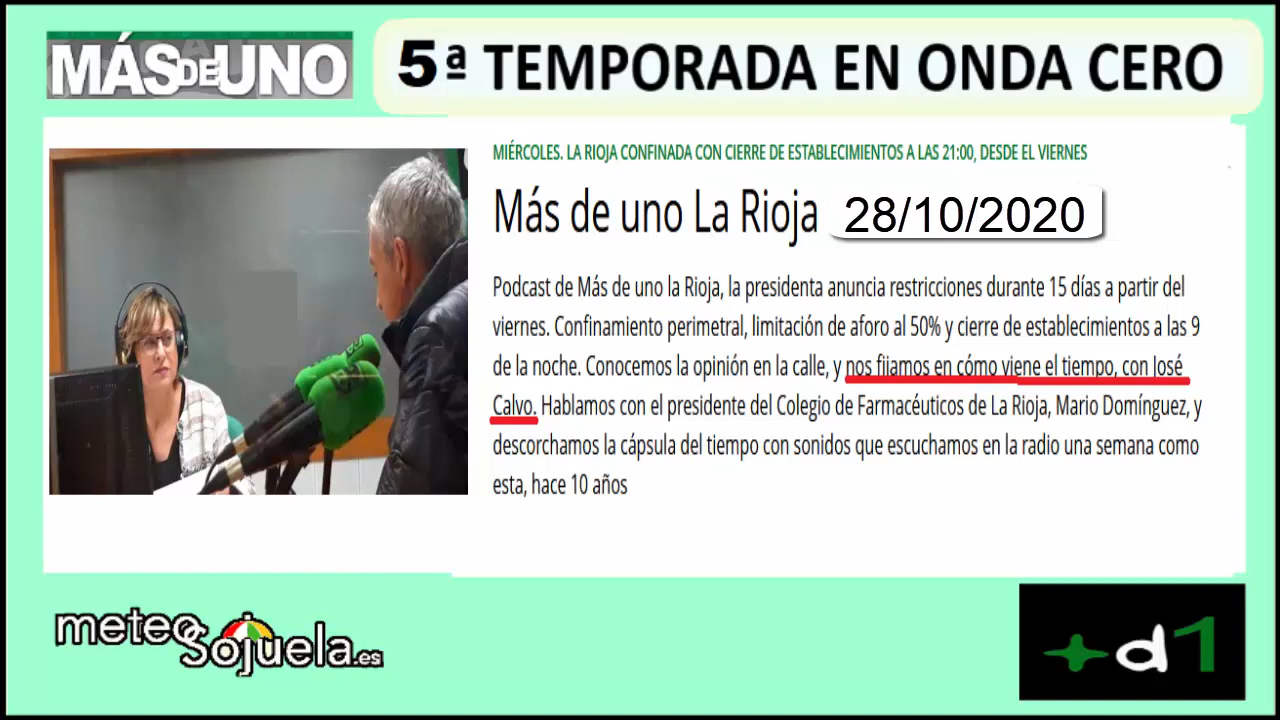 MÁS DE UNO
5ª TEMPORADA EN ONDA CERO
MIÉRCOLES. LA RIOJA CONFINADA CON CIERRE DE ESTABLECIMIENTOS A LAS 21:00, DESDE EL VIERNES
Más de uno La Rioja 28/10/2020
Podcast de Más de uno la Rioja, la presidenta anuncia restricciones durante 15 días a partir del
viernes. Confinamiento perimetral, limitación de aforo al 50% y cierre de establecimientos a las 9
de la noche. Conocemos la opinión en la calle, y nos fijamos en cómo viene el tiempo, con José
Calvo. Hablamos con el presidente del Colegio de Farmacéuticos de La Rioja, Mario Domínguez, y
descorchamos la cápsula del tiempo con sonidos que escuchamos en la radio una semana como
esta, hace 10 años
meteoSojuela.es
+d1